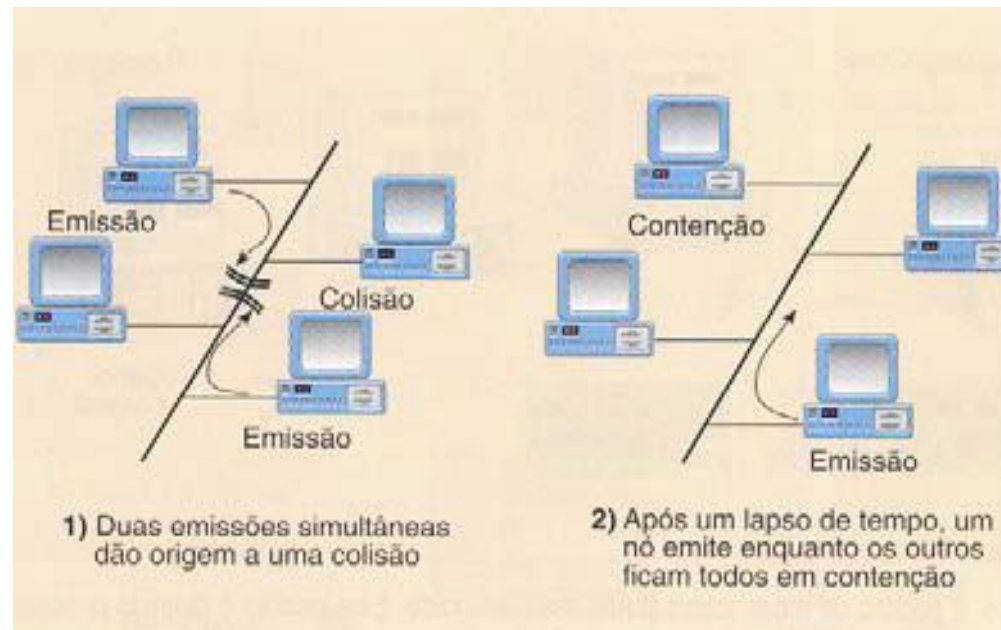 Emissão
Colisão
Emissão
1) Duas emissões simultâneas
dão origem a uma colisão
Contenção
Emissão
2) Após um lapso de tempo, um
nó emite enquanto os outros
ficam todos em contenção